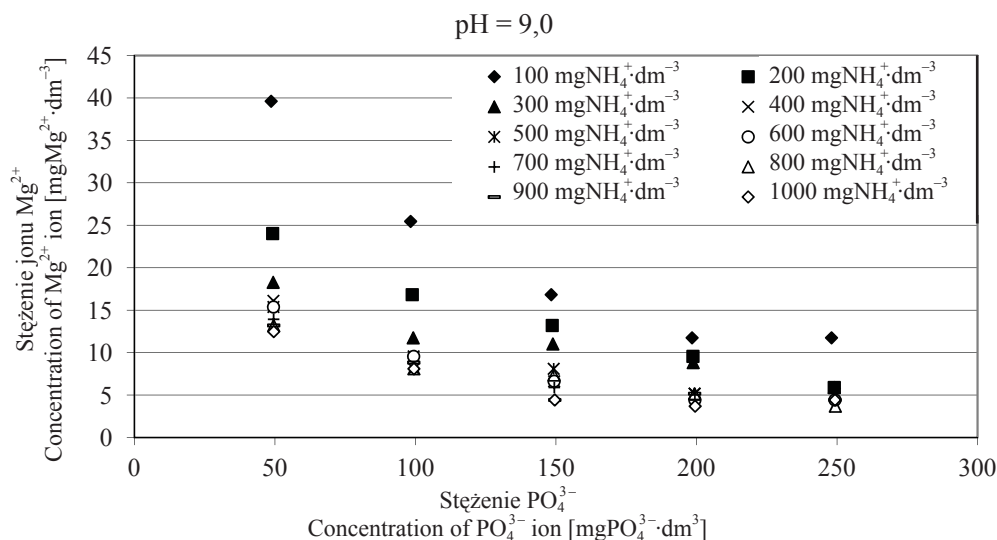 pH = 9,0
Stężenie jonu Mg²⁺
Concentration of Mg²⁺ ion [mgMg²⁺·dm⁻³]
45
40
35
30
25
20
15
10
5
0
100 mgNH₄⁺·dm⁻³ 200 mgNH₄⁺·dm⁻³
300 mgNH₄⁺·dm⁻³ 400 mgNH₄⁺·dm⁻³
500 mgNH₄⁺·dm⁻³ 600 mgNH₄⁺·dm⁻³
700 mgNH₄⁺·dm⁻³ 800 mgNH₄⁺·dm⁻³
900 mgNH₄⁺·dm⁻³ 1000 mgNH₄⁺·dm⁻³
0 50 100 150 200 250 300
Stężenie PO₄³⁻
Concentration of PO₄³⁻ ion [mgPO₄³⁻·dm³]